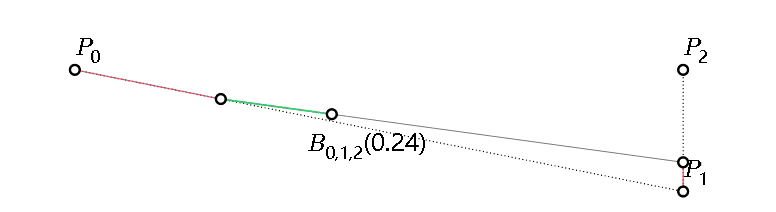 P₀
P₂
B₀,₁,₂(0.24)
P₁